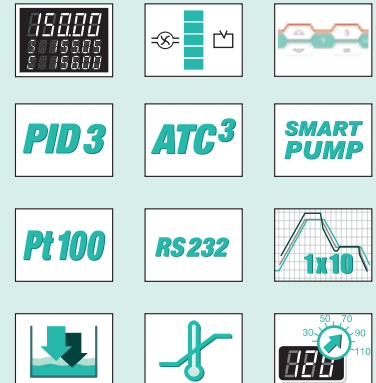 150.00
S 155.05
E 156.00
PID 3
ATC3
SMART
PUMP
Pt 100
RS 232
1x10
50 70
30 90
110